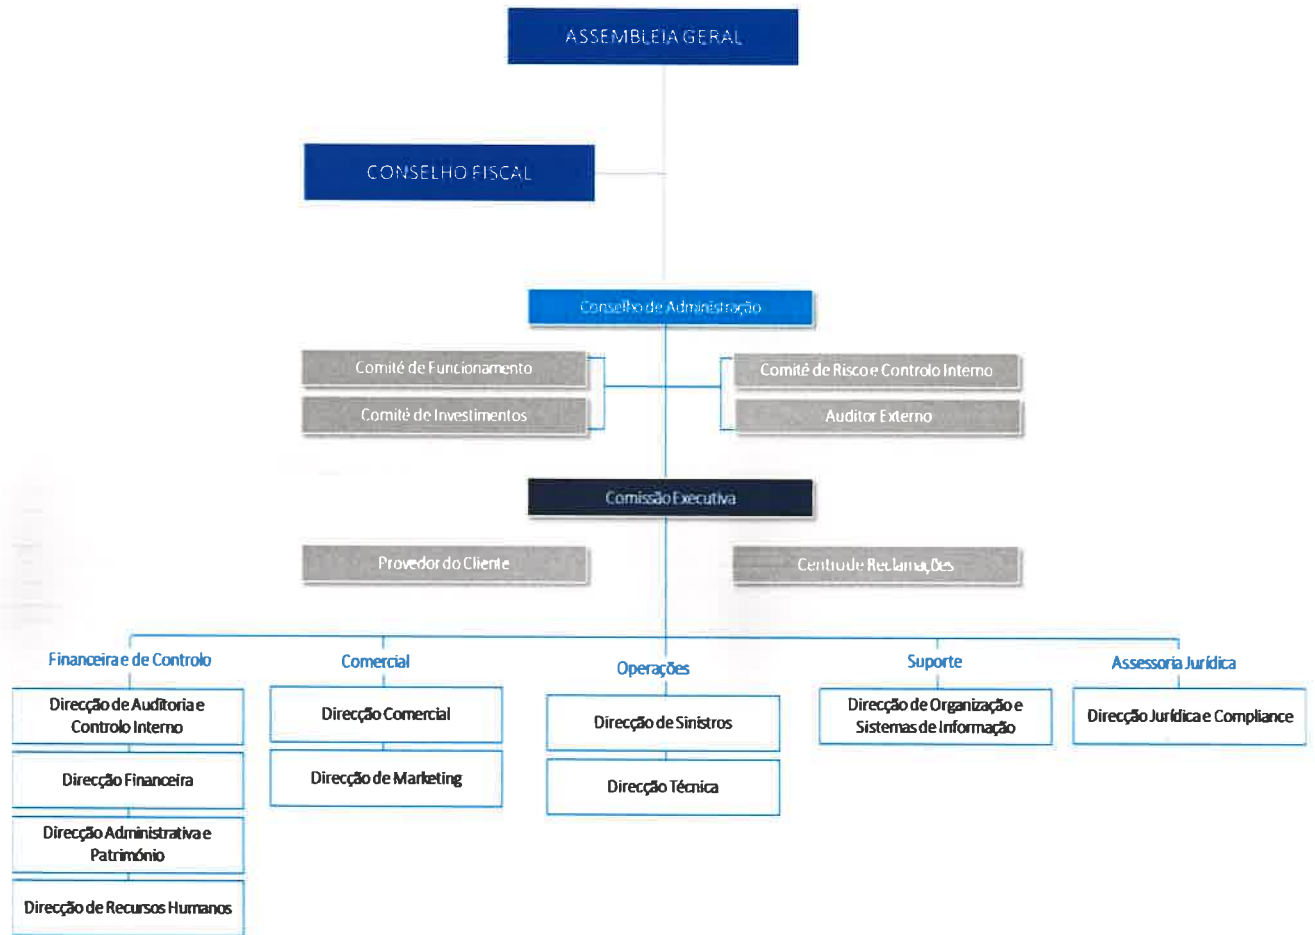 ASSEMBLEIA GERAL
CONSELHO FISCAL
Conselho de Administração
Comité de Funcionamento
Comité de Risco e Controlo Interno
Comité de Investimentos
Auditor Externo
Comissão Executiva
Provedor do Cliente
Centro de Reclamações
Financeira e de Controlo
Comercial
Operações
Suporte
Assessoria Jurídica
Direcção de Auditoria e
Controlo Interno
Direcção Financeira
Direcção Administrativa e
Património
Direcção de Recursos Humanos
Direcção Comercial
Direcção de Marketing
Direcção de Sinistros
Direcção Técnica
Direcção de Organização e
Sistemas de Informação
Direcção Jurídica e Compliance